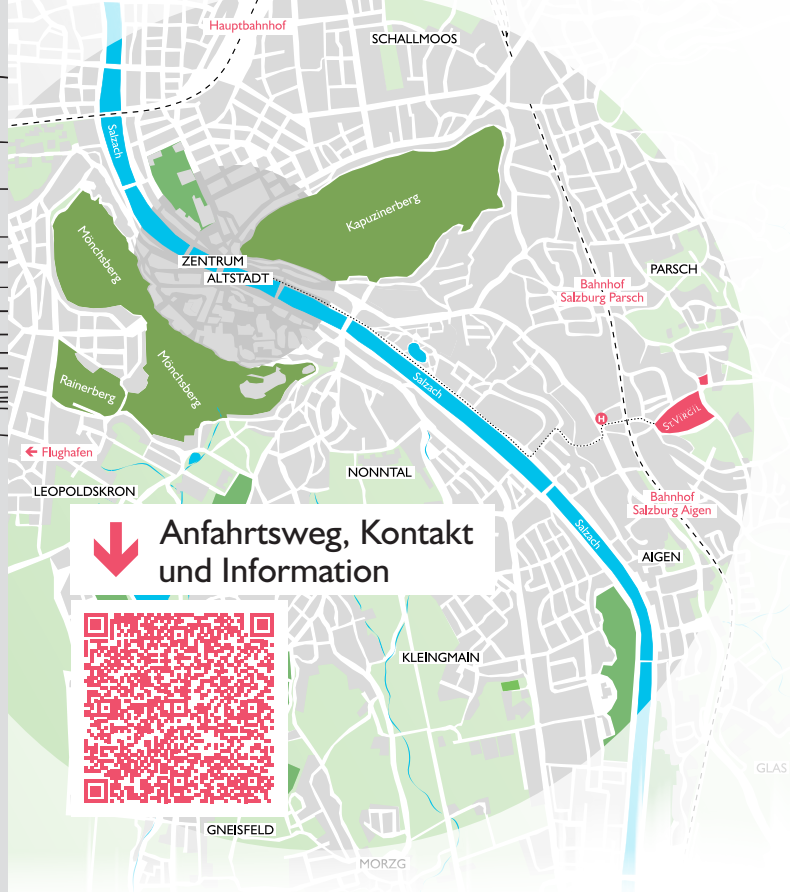 Hauptbahnhof
SCHALLMOOS
Salzach
Kapuzinerberg
Mönchsberg
ZENTRUM
ALTSTADT
PARSCH
Bahnhof
Salzburg Parsch
Mönchsberg
Rainerberg
Salzach
ST. VIRGIL
H
← Flughafen
NONNTAL
LEOPOLDSKRON
Bahnhof
Salzburg Aigen
Salzach
AIGEN
Anfahrtsweg, Kontakt
und Information
KLEINGMAIN
GLAS
GNEISFELD
MORZG